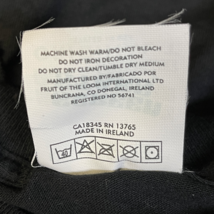 MACHINE WASH WARM/DO NOT BLEACH
DO NOT IRON DECORATION
DO NOT DRY CLEAN/TUMBLE DRY MEDIUM
MANUFACTURED BY/FABRICADO POR
FRUIT OF THE LOOM INTERNATIONAL LTD
BUNCRANA, CO DONEGAL, IRELAND
REGISTERED NO 56741
CA18345 RN 13765
MADE IN IRELAND